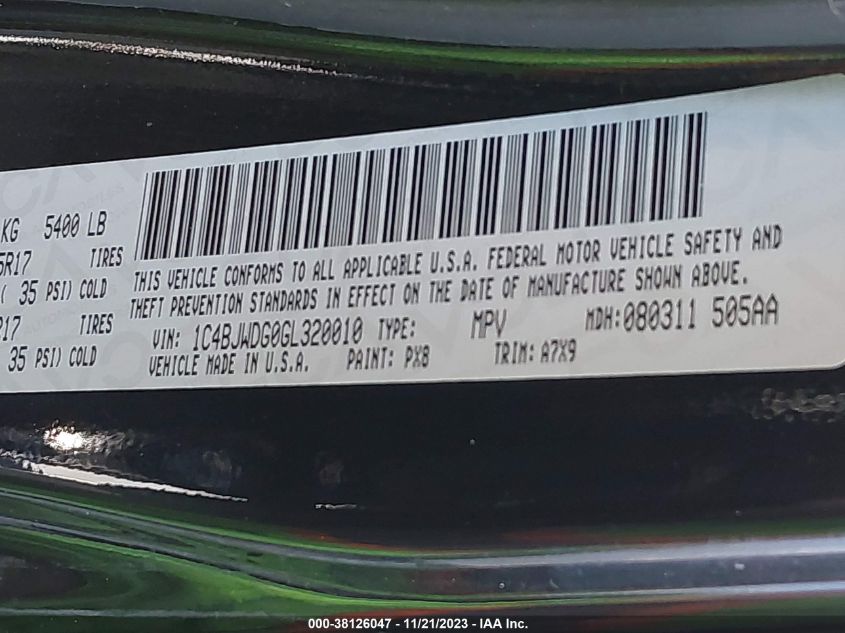 KG 5400 LB
5R17 TIRES
( 35 PSI) COLD
R17 TIRES
35 PSI) COLD
THIS VEHICLE CONFORMS TO ALL APPLICABLE U.S.A. FEDERAL MOTOR VEHICLE SAFETY AND
THEFT PREVENTION STANDARDS IN EFFECT ON THE DATE OF MANUFACTURE SHOWN ABOVE.
VIN: 1C4BJWDG0GL320010 TYPE: MPV MDH:080311 505AA
VEHICLE MADE IN U.S.A. PAINT: PX8 TRIM: A7X9
000-38126047 - 11/21/2023 - IAA Inc.